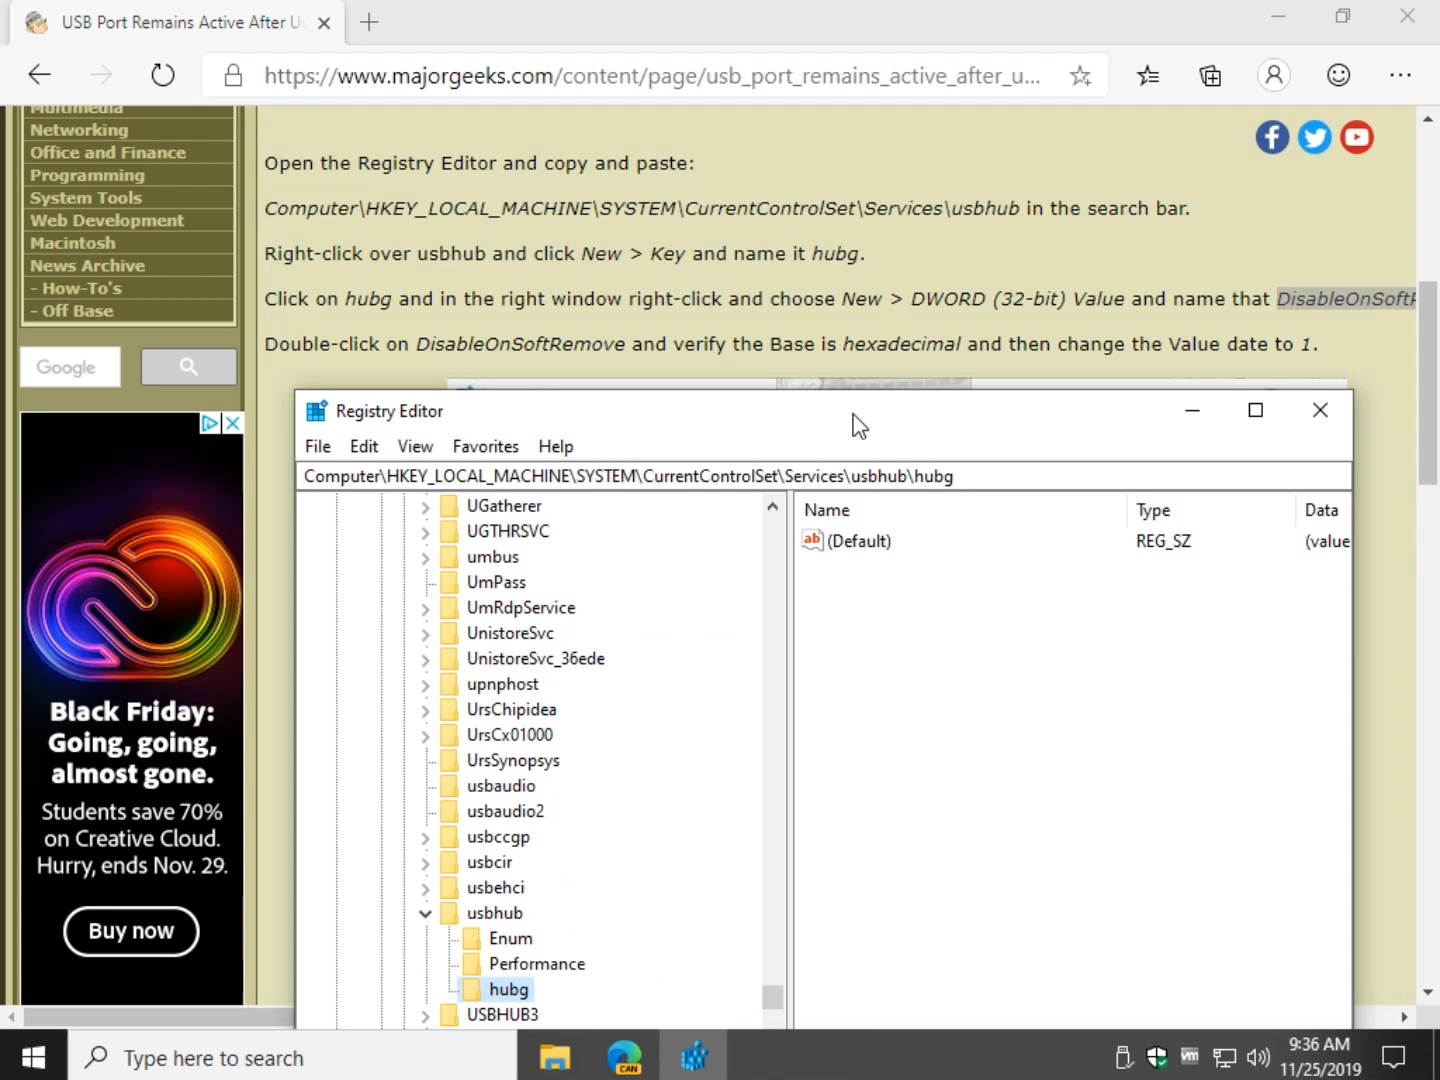 USB Port Remains Active After U
https://www.majorgeeks.com/content/page/usb_port_remains_active_after_u...
Multimedia
Networking
Office and Finance
Programming
System Tools
Web Development
Macintosh
News Archive
- How-To's
- Off Base
Google
Open the Registry Editor and copy and paste:
Computer\HKEY_LOCAL_MACHINE\SYSTEM\CurrentControlSet\Services\usbhub in the search bar.
Right-click over usbhub and click New > Key and name it hubg.
Click on hubg and in the right window right-click and choose New > DWORD (32-bit) Value and name that DisableOnSoftR
Double-click on DisableOnSoftRemove and verify the Base is hexadecimal and then change the Value date to 1.
Black Friday:
Going, going,
almost gone.
Students save 70%
on Creative Cloud.
Hurry, ends Nov. 29.
Buy now
Registry Editor
File Edit View Favorites Help
Computer\HKEY_LOCAL_MACHINE\SYSTEM\CurrentControlSet\Services\usbhub\hubg
UGatherer
UGTHRSVC
umbus
UmPass
UmRdpService
UnistoreSvc
UnistoreSvc_36ede
upnphost
UrsChipidea
UrsCx01000
UrsSynopsys
usbaudio
usbaudio2
usbccgp
usbcir
usbehci
usbhub
Enum
Performance
hubg
USBHUB3
Name Type Data
ab (Default) REG_SZ (value
Type here to search
CAN
vm
9:36 AM
11/25/2019